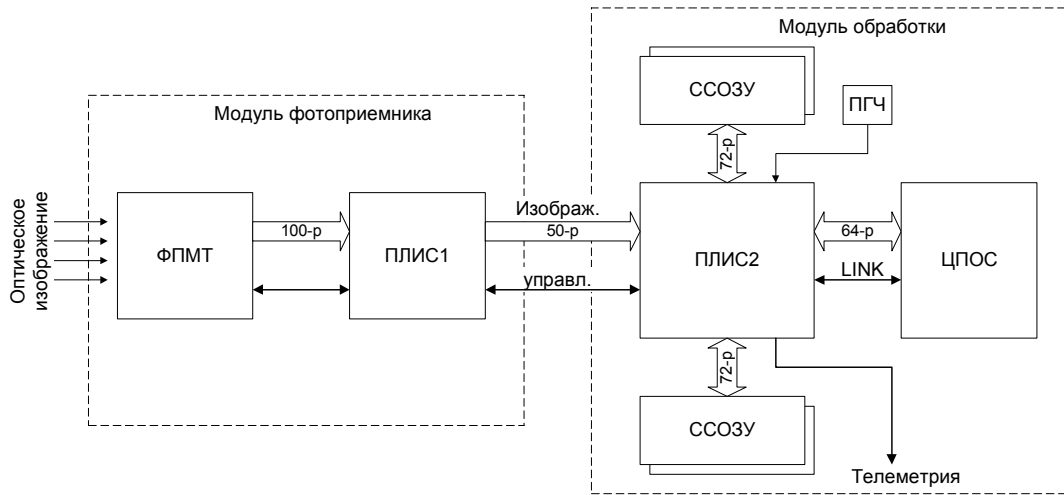 Модуль обработки
ССОЗУ
ПГЧ
Модуль фотоприемника
72-р
Оптическое
изображение
ФПМТ
100-р
ПЛИС1
Изображ.
50-р
управл.
ПЛИС2
64-р
LINK
ЦПОС
72-р
ССОЗУ
Телеметрия